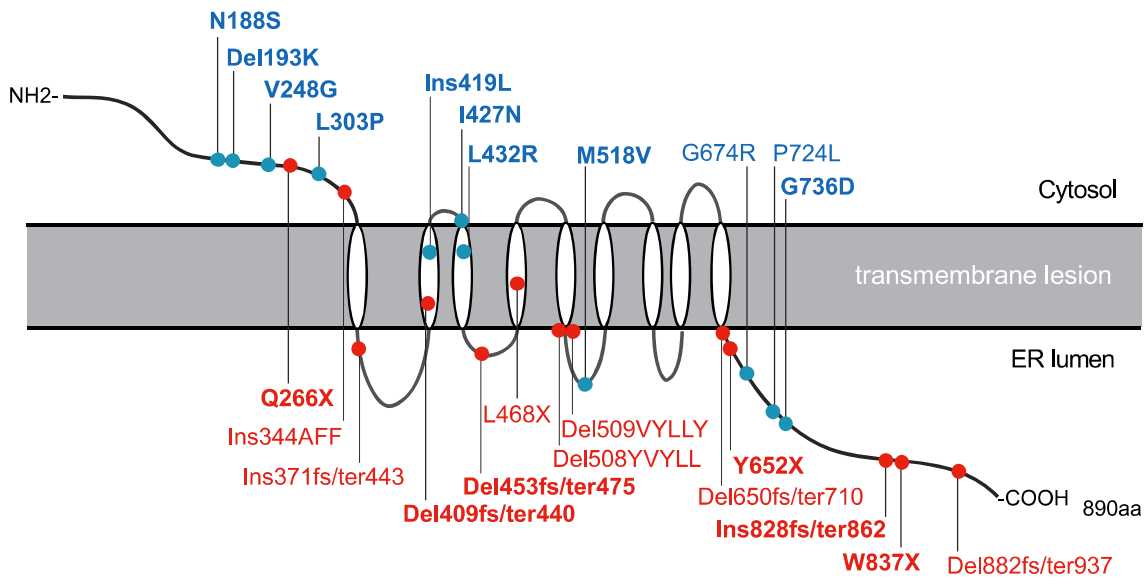 N188S
Del193K
V248G
L303P
NH2-
Ins419L
I427N
L432R
M518V
G674R
P724L
G736D
Cytosol
transmembrane lesion
ER lumen
Q266X
Ins344AFF
Ins371fs/ter443
L468X
Del509VYLLY
Del508YVYLL
Del453fs/ter475
Del409fs/ter440
Y652X
Del650fs/ter710
Ins828fs/ter862
W837X
Del882fs/ter937
-COOH
890aa